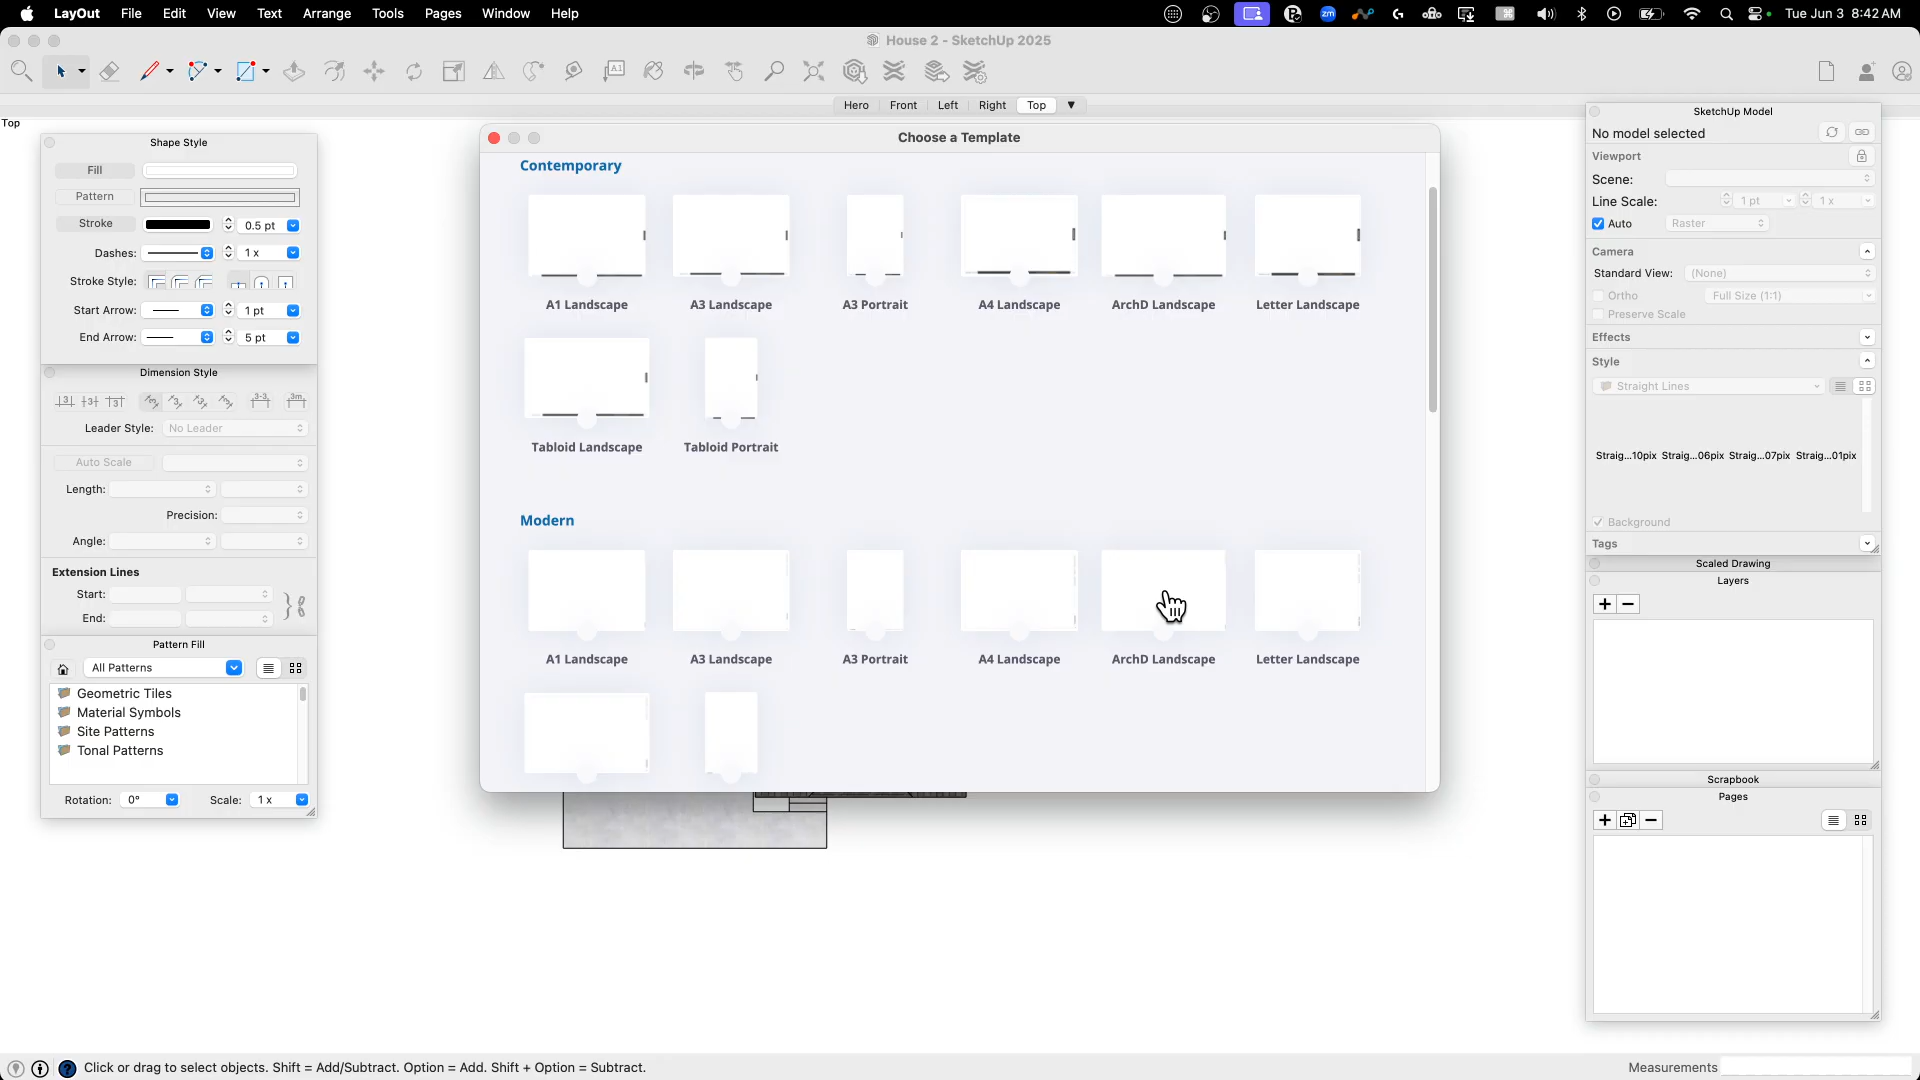 LayOut File Edit View Text Arrange Tools Pages Window Help Tue Jun 3 8:42 AM
House 2 - SketchUp 2025
Hero Front Left Right Top
Top
Shape Style
Fill
Pattern
Stroke 0.5 pt
Dashes: 1 x
Stroke Style:
Start Arrow: 1 pt
End Arrow: 5 pt
Dimension Style
Leader Style: No Leader
Auto Scale
Length:
Precision:
Angle:
Extension Lines
Start:
End:
Pattern Fill
All Patterns
Geometric Tiles
Material Symbols
Site Patterns
Tonal Patterns
Rotation: 0° Scale: 1 x
Choose a Template
Contemporary
A1 Landscape A3 Landscape A3 Portrait A4 Landscape ArchD Landscape Letter Landscape
Tabloid Landscape Tabloid Portrait
Modern
A1 Landscape A3 Landscape A3 Portrait A4 Landscape ArchD Landscape Letter Landscape
SketchUp Model
No model selected
Viewport
Scene:
Line Scale: 1 pt 1 x
Auto Raster
Camera
Standard View: (None)
Ortho Full Size (1:1)
Preserve Scale
Effects
Style
Straight Lines
Straig...10pix Straig...06pix Straig...07pix Straig...01pix
Background
Tags
Scaled Drawing
Layers
Scrapbook
Pages
Click or drag to select objects. Shift = Add/Subtract. Option = Add. Shift + Option = Subtract.
Measurements